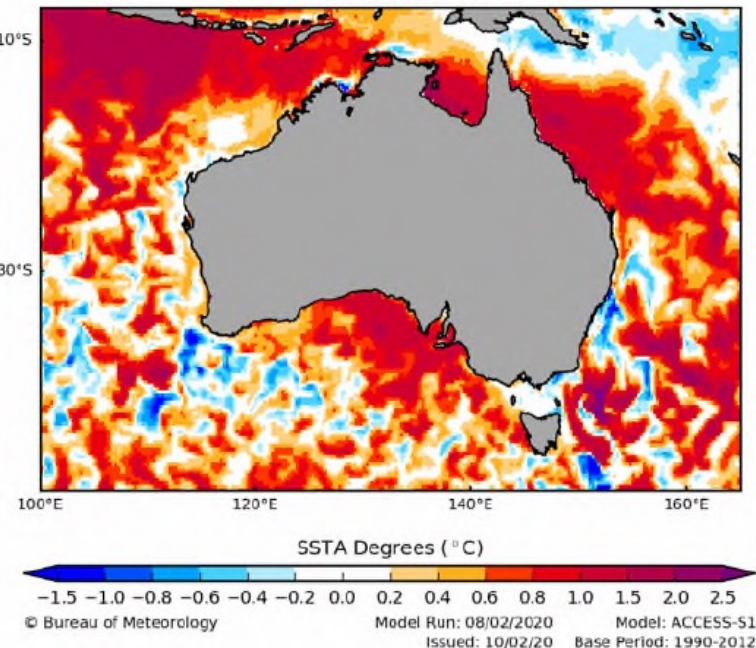 10°S
30°S
100°E 120°E 140°E 160°E
SSTA Degrees (°C)
−1.5 −1.0 −0.8 −0.6 −0.4 −0.2 0.0 0.2 0.4 0.6 0.8 1.0 1.5 2.0 2.5
© Bureau of Meteorology Model Run: 08/02/2020 Model: ACCESS-S1
Issued: 10/02/20 Base Period: 1990-2012